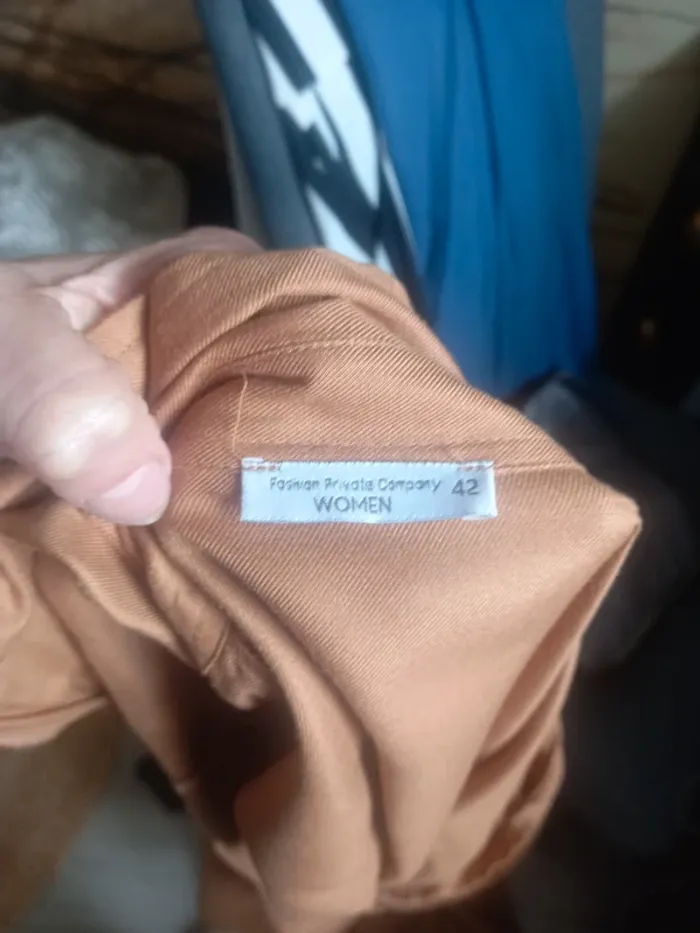 Fashion Private Company 42
WOMEN